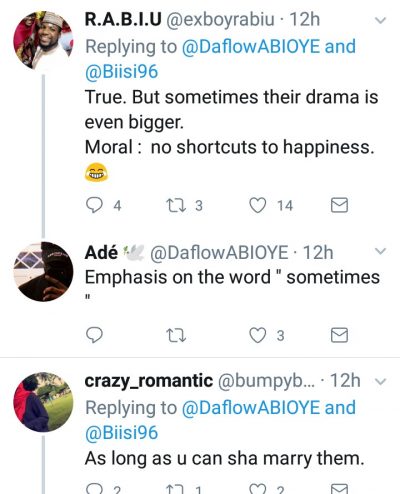 R.A.B.I.U @exboyrabiu · 12h
Replying to @DaflowABIOYE and
@Biisi96
True. But sometimes their drama is
even bigger.
Moral : no shortcuts to happiness.
😂
4 3 14
Adé 🕊 @DaflowABIOYE · 12h
Emphasis on the word " sometimes
"
3
crazy_romantic @bumpyb... · 12h
Replying to @DaflowABIOYE and
@Biisi96
As long as u can sha marry them.
2 1 2